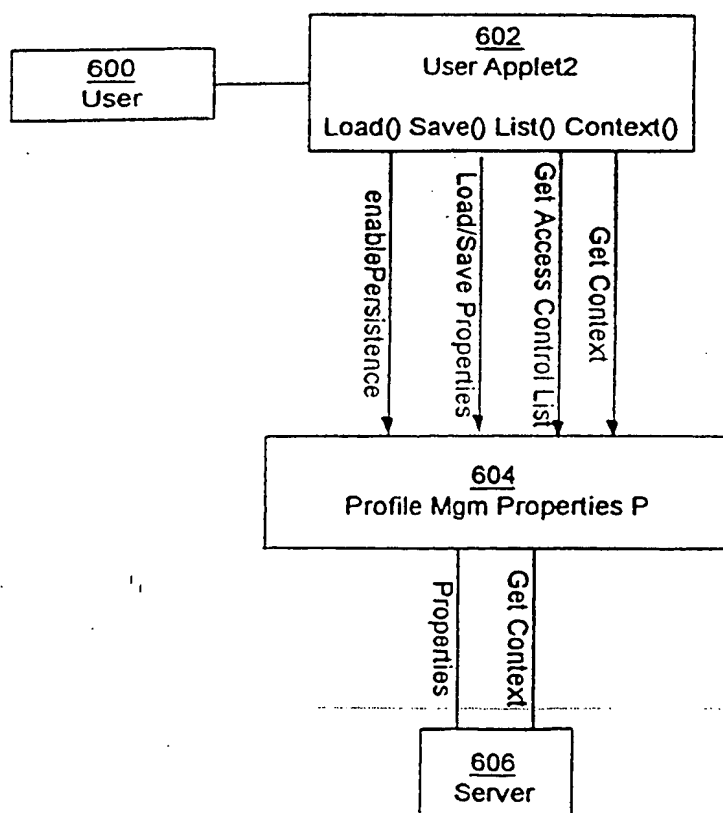 602
User Applet2
600
User
Load() Save() List() Context()
enablePersistence
Load/Save Properties
Get Access Control List
Get Context
604
Profile Mgm Properties P
Properties
Get Context
606
Server